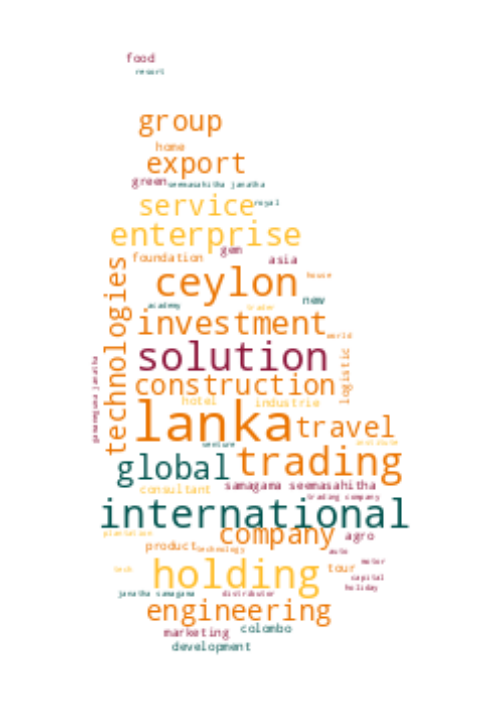 food
resort
group
home
export
green seemasahitha janatha
service royal
enterprise
gem
foundation asia
technologies
ceylon house
new
academy trader
investment
world
solution
logistic
gamanaguna janatha
construction
hotel industrie
lanka travel
venture institute
global trading
samagama seemasahitha
consultant
trading company
international
plantation company agro
product technology auto
motor
tech holding tour
capital
holiday
janatha samagama distributor
engineering
marketing colombo
development